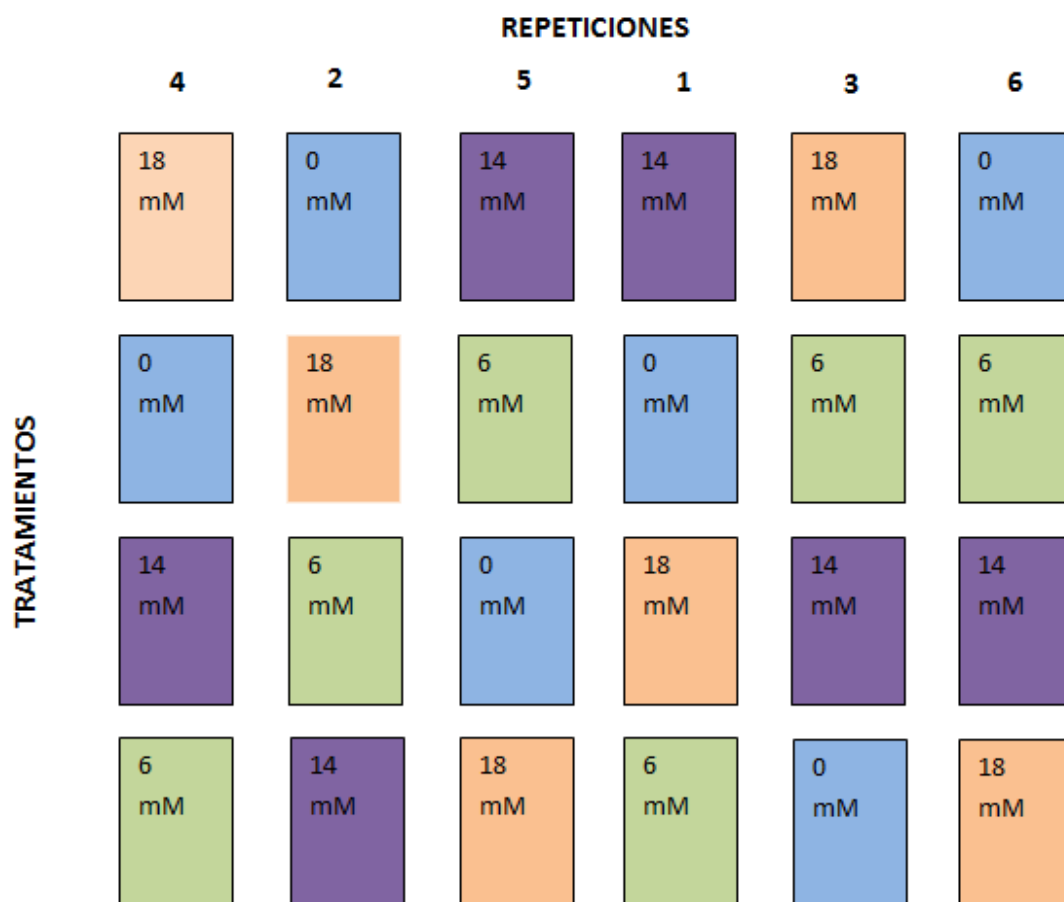 REPETICIONES
4 2 5 1 3 6
18 0 14 14 18 0
mM mM mM mM mM mM
TRATAMIENTOS
0 18 6 0 6 6
mM mM mM mM mM mM
14 6 0 18 14 14
mM mM mM mM mM mM
6 14 18 6 0 18
mM mM mM mM mM mM